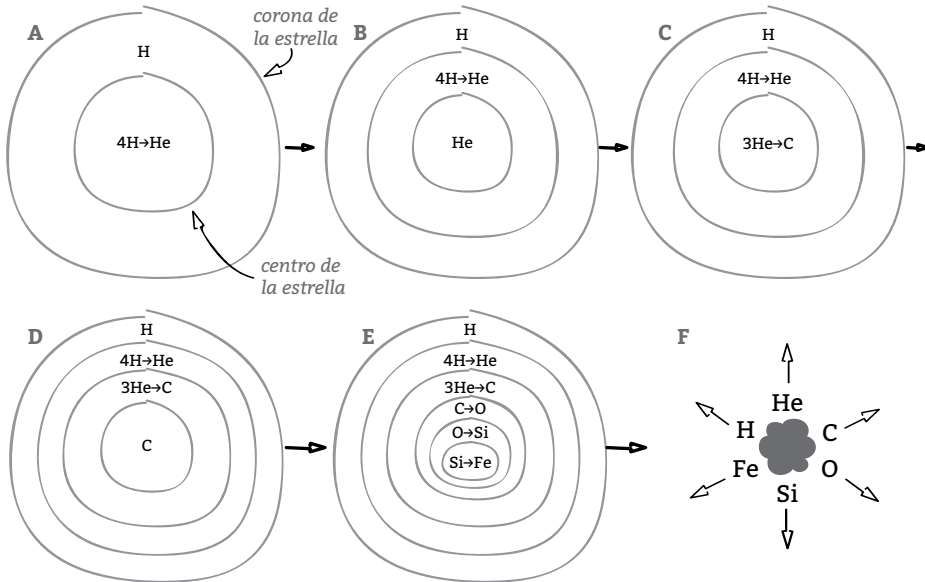 A
corona de
la estrella
H
4H→He
centro de
la estrella
B
H
4H→He
He
C
H
4H→He
3He→C
D
H
4H→He
3He→C
C
E
H
4H→He
3He→C
C→O
O→Si
Si→Fe
F
He
H
C
Fe
O
Si